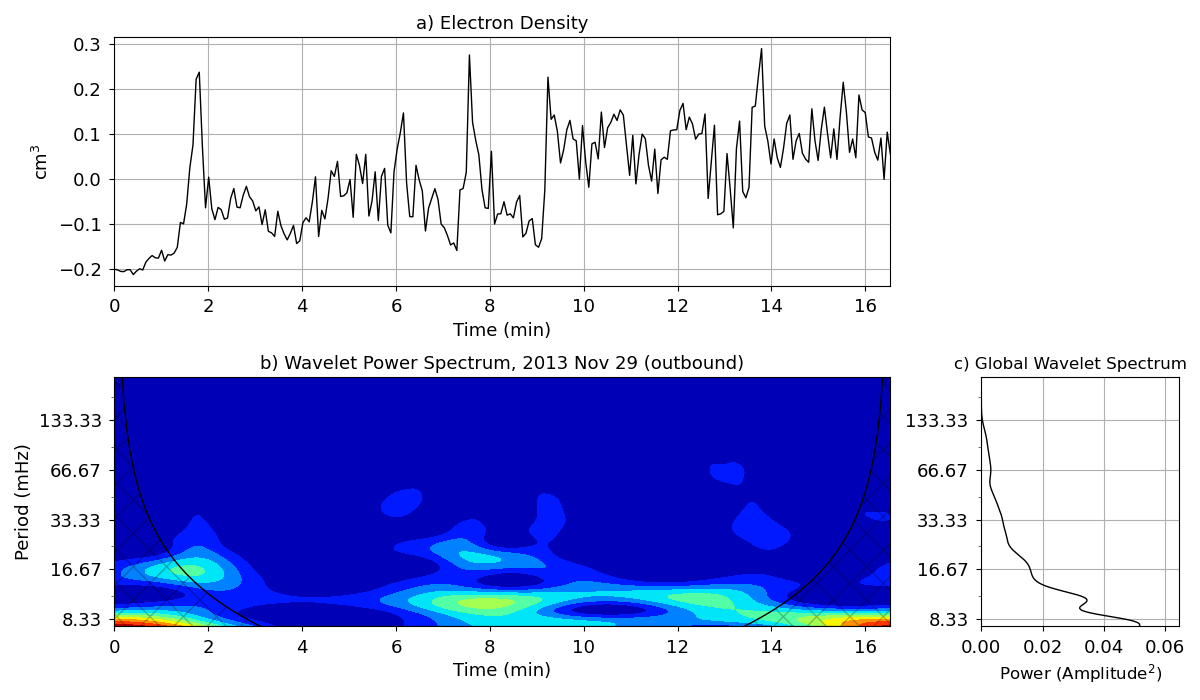 a) Electron Density
0.3
0.2
0.1
0.0
−0.1
−0.2
cm³
0 2 4 6 8 10 12 14 16
Time (min)
b) Wavelet Power Spectrum, 2013 Nov 29 (outbound)
133.33
66.67
33.33
16.67
8.33
Period (mHz)
0 2 4 6 8 10 12 14 16
Time (min)
c) Global Wavelet Spectrum
133.33
66.67
33.33
16.67
8.33
0.00 0.02 0.04 0.06
Power (Amplitude²)